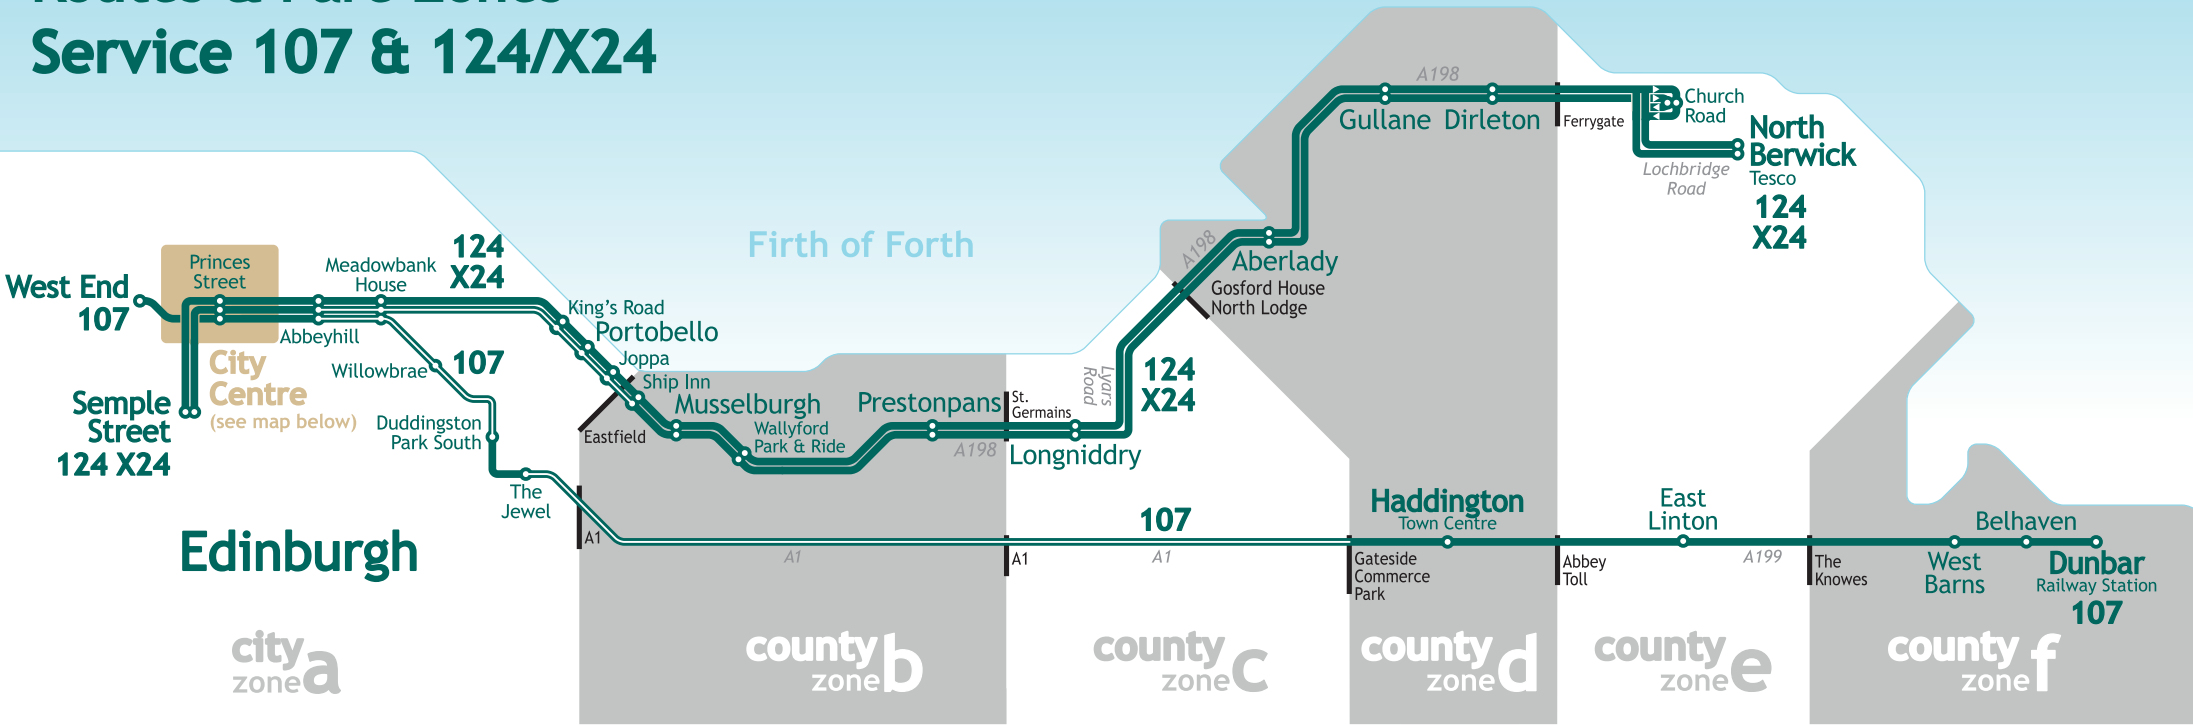 Routes & Fare Zones
Service 107 & 124/X24
A198
Gullane
Dirleton
Ferrygate
Church
Road
North
Berwick
Tesco
124
X24
Lochbridge
Road
Firth of Forth
A198
Aberlady
Gosford House
North Lodge
124
X24
Princes
Street
Meadowbank
House
West End
107
King's Road
Portobello
Joppa
Ship Inn
Abbeyhill
City
Centre
(see map below)
Willowbrae
107
Semple
Street
124 X24
Duddingston
Park South
Eastfield
Musselburgh
Wallyford
Park & Ride
Prestonpans
A198
St.
Germains
Longniddry
Lyars
Road
124
X24
The
Jewel
Edinburgh
A1
A1
A1
107
A1
Haddington
Town Centre
Gateside
Commerce
Park
East
Linton
Abbey
Toll
A199
The
Knowes
Belhaven
West
Barns
Dunbar
Railway Station
107
city
zone a
county
zone b
county
zone c
county
zone d
county
zone e
county
zone f